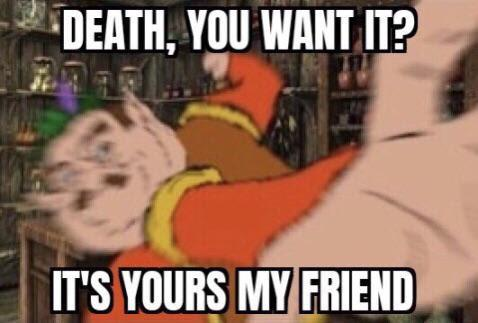 DEATH, YOU WANT IT?
IT'S YOURS MY FRIEND